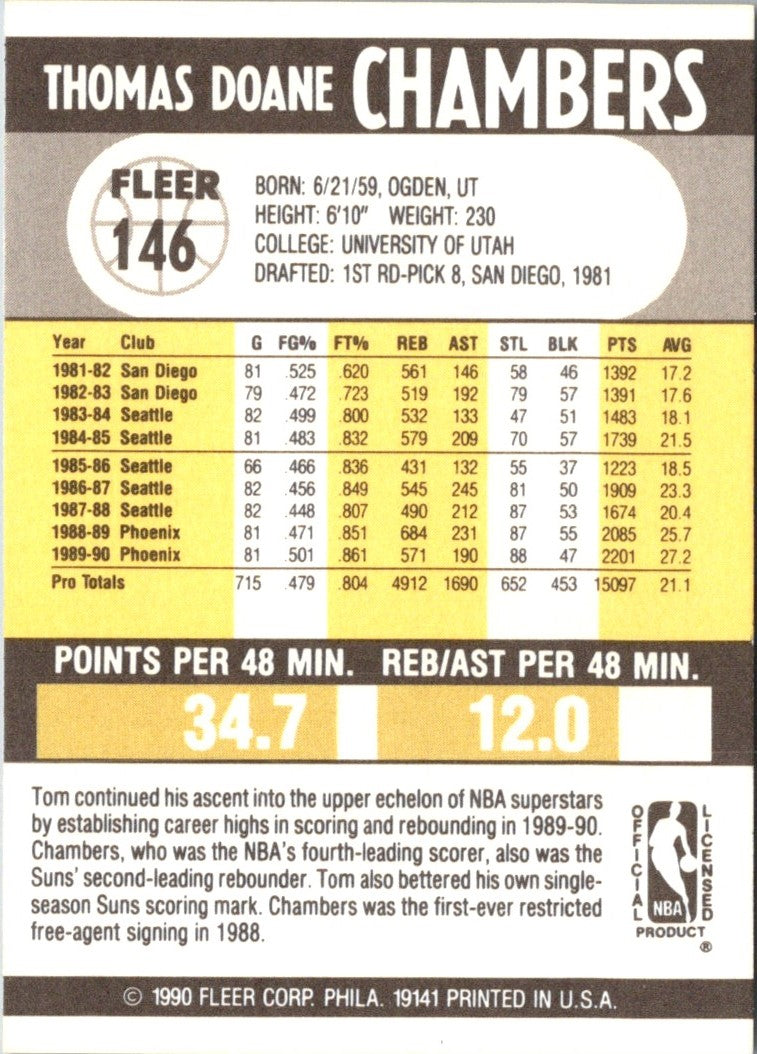 THOMAS DOANE CHAMBERS
FLEER
146
BORN: 6/21/59, OGDEN, UT
HEIGHT: 6'10" WEIGHT: 230
COLLEGE: UNIVERSITY OF UTAH
DRAFTED: 1ST RD-PICK 8, SAN DIEGO, 1981
Year Club G FG% FT% REB AST STL BLK PTS AVG
1981-82 San Diego 81 .525 .620 561 146 58 46 1392 17.2
1982-83 San Diego 79 .472 .723 519 192 79 57 1391 17.6
1983-84 Seattle 82 .499 .800 532 133 47 51 1483 18.1
1984-85 Seattle 81 .483 .832 579 209 70 57 1739 21.5
1985-86 Seattle 66 .466 .836 431 132 55 37 1223 18.5
1986-87 Seattle 82 .456 .849 545 245 81 50 1909 23.3
1987-88 Seattle 82 .448 .807 490 212 87 53 1674 20.4
1988-89 Phoenix 81 .471 .851 684 231 87 55 2085 25.7
1989-90 Phoenix 81 .501 .861 571 190 88 47 2201 27.2
Pro Totals 715 .479 .804 4912 1690 652 453 15097 21.1
POINTS PER 48 MIN. REB/AST PER 48 MIN.
34.7 12.0
Tom continued his ascent into the upper echelon of NBA superstars
by establishing career highs in scoring and rebounding in 1989-90.
Chambers, who was the NBA's fourth-leading scorer, also was the
Suns' second-leading rebounder. Tom also bettered his own single-
season Suns scoring mark. Chambers was the first-ever restricted
free-agent signing in 1988.
OFFICIAL
LICENSED
NBA
PRODUCT
®
© 1990 FLEER CORP. PHILA. 19141 PRINTED IN U.S.A.